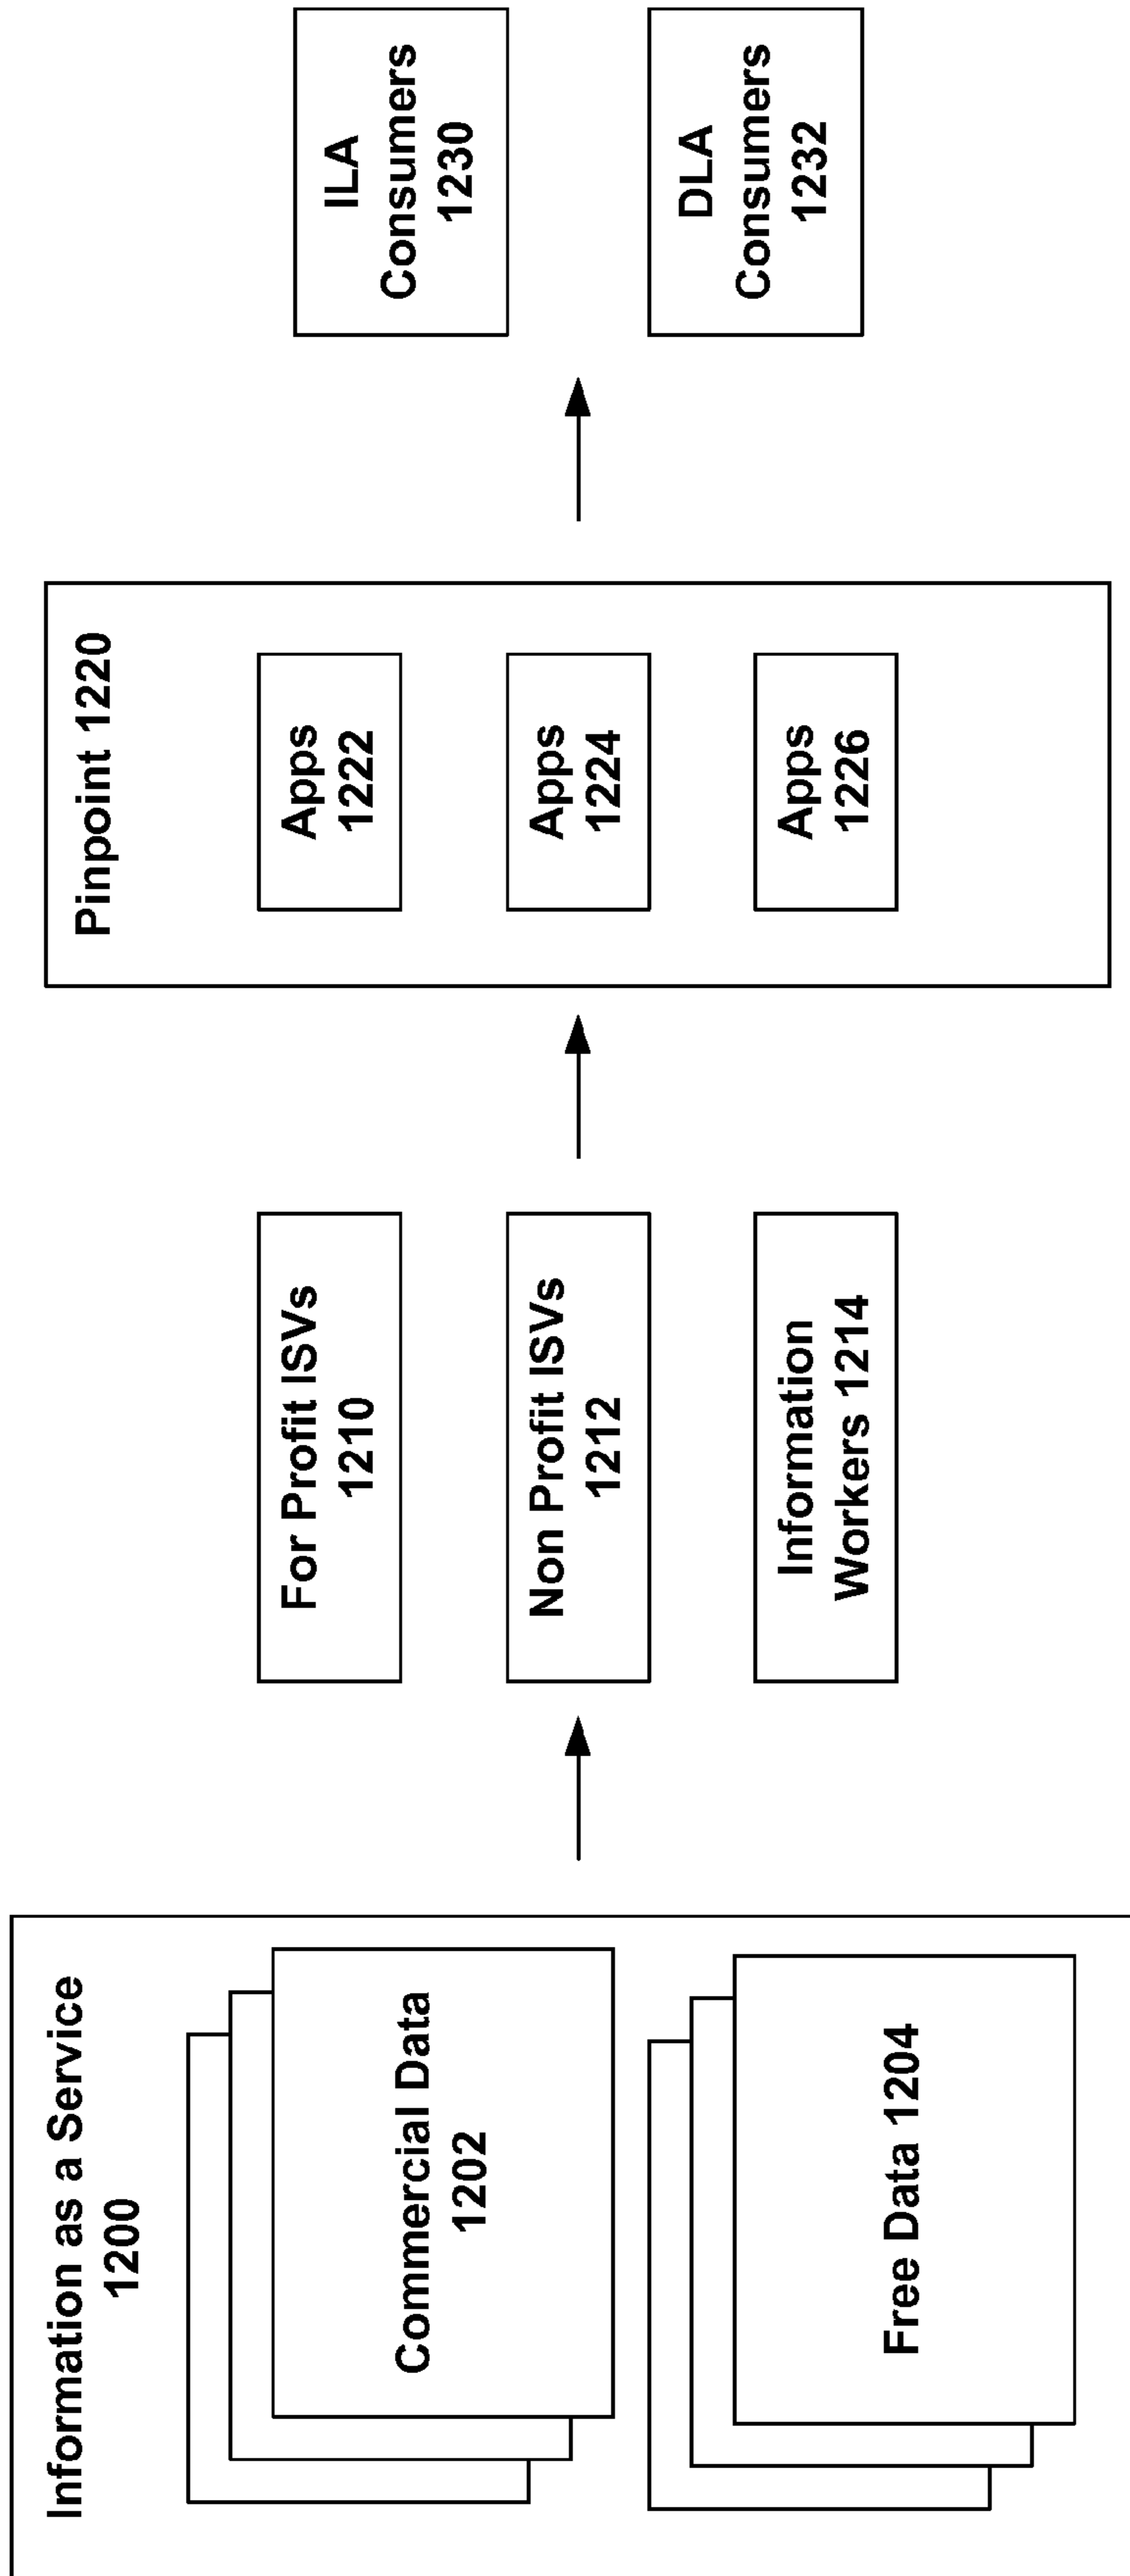 Information as a Service
1200
Commercial Data
1202
Free Data 1204
For Profit ISVs
1210
Non Profit ISVs
1212
Information
Workers 1214
Pinpoint 1220
Apps
1222
Apps
1224
Apps
1226
ILA
Consumers
1230
DLA
Consumers
1232